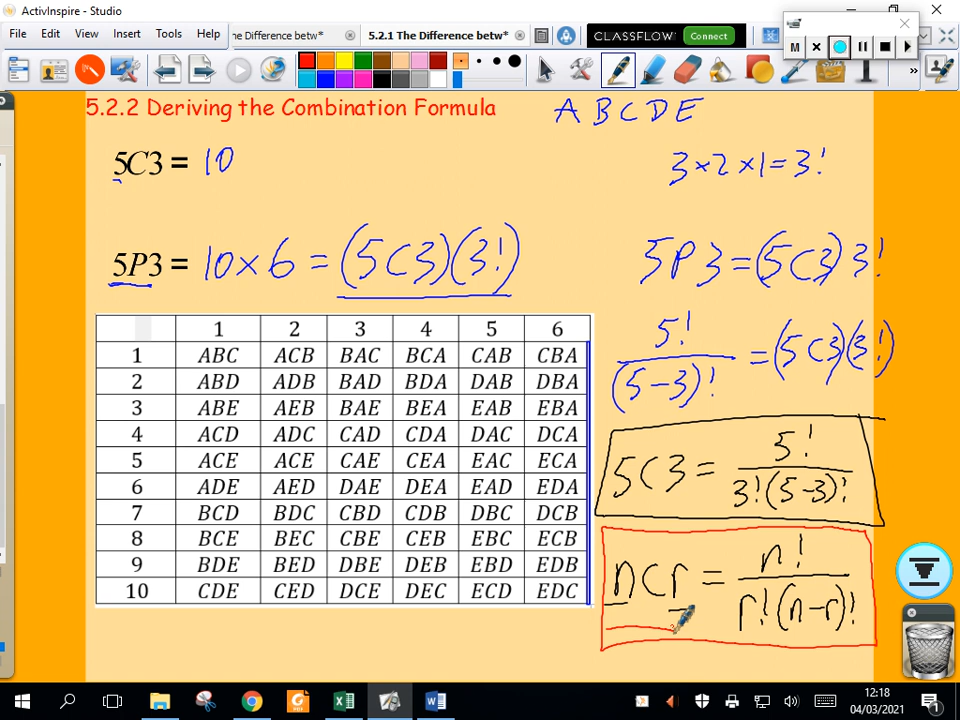 ActivInspire - Studio
File Edit View Insert Tools Help
he Difference betw*
5.2.1 The Difference betw*
CLASSFLOW Connect
M
5.2.2 Deriving the Combination Formula
A B C D E
5C3 = 10
3 × 2 × 1 = 3!
5P3 = 10 × 6 = (5C3)(3!)
5P3 = (5C3) 3!
5! / (5-3)! = (5C3)(3!)
5C3 = 5! / 3!(5-3)!
nCr = n! / r!(n-r)!
1 2 3 4 5 6
1 ABC ACB BAC BCA CAB CBA
2 ABD ADB BAD BDA DAB DBA
3 ABE AEB BAE BEA EAB EBA
4 ACD ADC CAD CDA DAC DCA
5 ACE ACE CAE CEA EAC ECA
6 ADE AED DAE DEA EAD EDA
7 BCD BDC CBD CDB DBC DCB
8 BCE BEC CBE CEB EBC ECB
9 BDE BED DBE DEB EBD EDB
10 CDE CED DCE DEC ECD EDC
12:18
04/03/2021